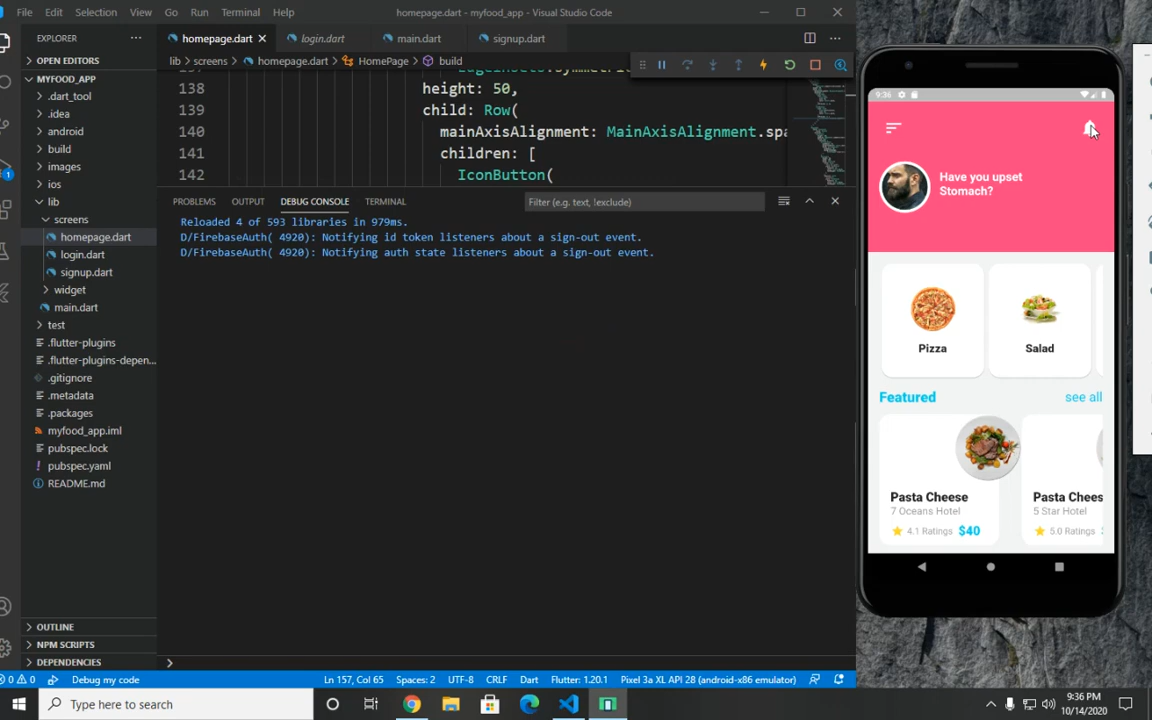 File Edit Selection View Go Run Terminal Help
homepage.dart - myfood_app - Visual Studio Code
EXPLORER
homepage.dart
login.dart
main.dart
signup.dart
OPEN EDITORS
lib > screens > homepage.dart > HomePage > build
MYFOOD_APP
.dart_tool
.idea
android
build
images
ios
lib
screens
homepage.dart
login.dart
signup.dart
widget
main.dart
test
.flutter-plugins
.flutter-plugins-depen...
.gitignore
.metadata
.packages
myfood_app.iml
pubspec.lock
pubspec.yaml
README.md
OUTLINE
NPM SCRIPTS
DEPENDENCIES
138 height: 50,
139 child: Row(
140 mainAxisAlignment: MainAxisAlignment.spa
141 children: [
142 IconButton(
PROBLEMS OUTPUT DEBUG CONSOLE TERMINAL
Filter (e.g. text, !exclude)
Reloaded 4 of 593 libraries in 979ms.
D/FirebaseAuth( 4920): Notifying id token listeners about a sign-out event.
D/FirebaseAuth( 4920): Notifying auth state listeners about a sign-out event.
9:36
Have you upset
Stomach?
Pizza
Salad
Featured
see all
Pasta Cheese
7 Oceans Hotel
4.1 Ratings $40
Pasta Chees
5 Star Hotel
5.0 Ratings
1
0 0 Debug my code
Ln 157, Col 65 Spaces: 2 UTF-8 CRLF Dart Flutter: 1.20.1 Pixel 3a XL API 28 (android-x86 emulator)
Type here to search
9:36 PM
10/14/2020